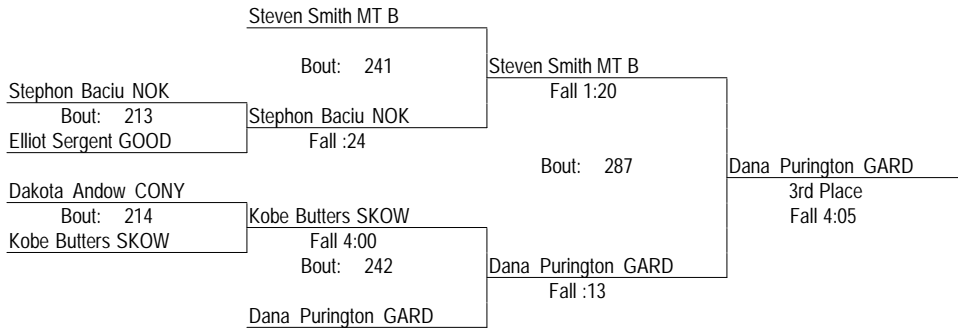 Steven Smith MT B
Bout: 241
Steven Smith MT B
Stephon Baciu NOK
Fall 1:20
Bout: 213
Stephon Baciu NOK
Elliot Sergent GOOD
Fall :24
Bout: 287
Dana Purington GARD
Dakota Andow CONY
3rd Place
Bout: 214
Kobe Butters SKOW
Fall 4:05
Kobe Butters SKOW
Fall 4:00
Bout: 242
Dana Purington GARD
Fall :13
Dana Purington GARD